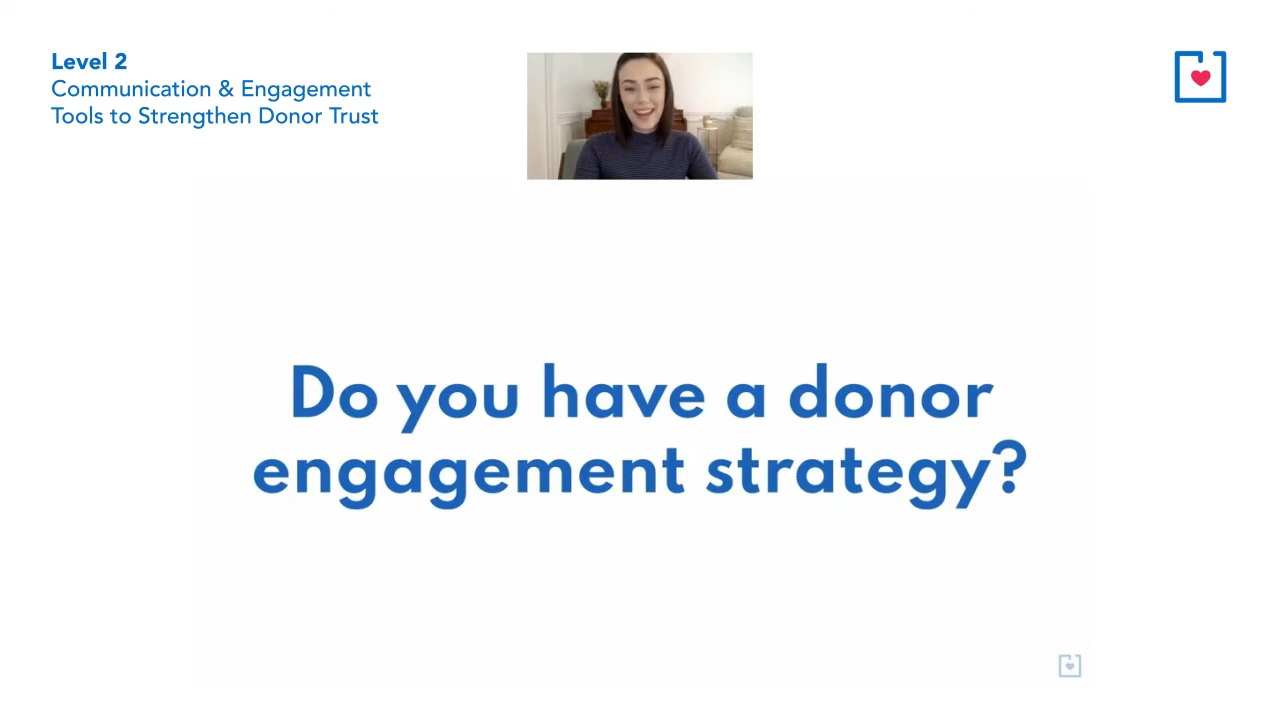 Level 2
Communication & Engagement
Tools to Strengthen Donor Trust
Do you have a donor
engagement strategy?